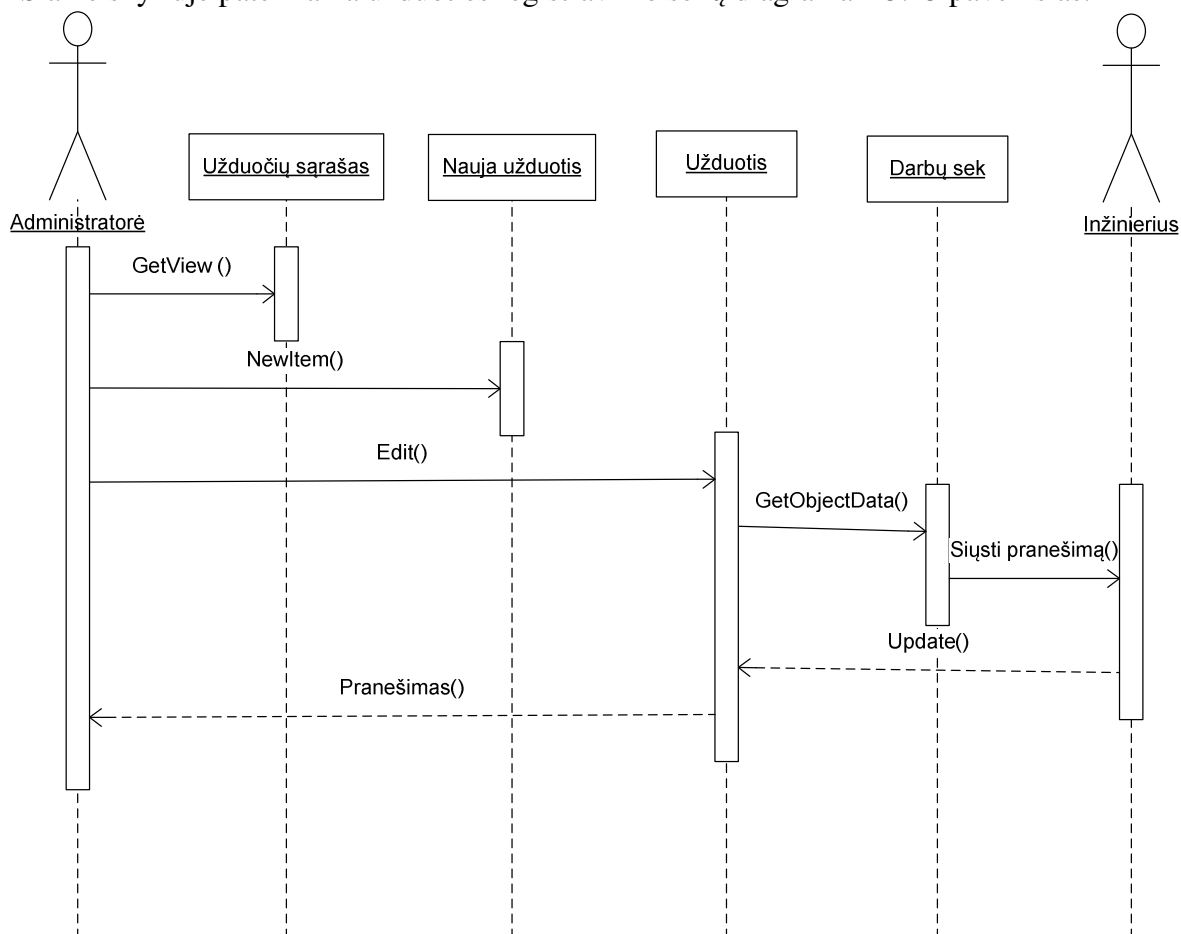 Užduočių sąrašas
Nauja užduotis
Užduotis
Darbų sek
Administratorė
Inžinierius
GetView ()
NewItem()
Edit()
GetObjectData()
Siųsti pranešimą()
Update()
Pranešimas()